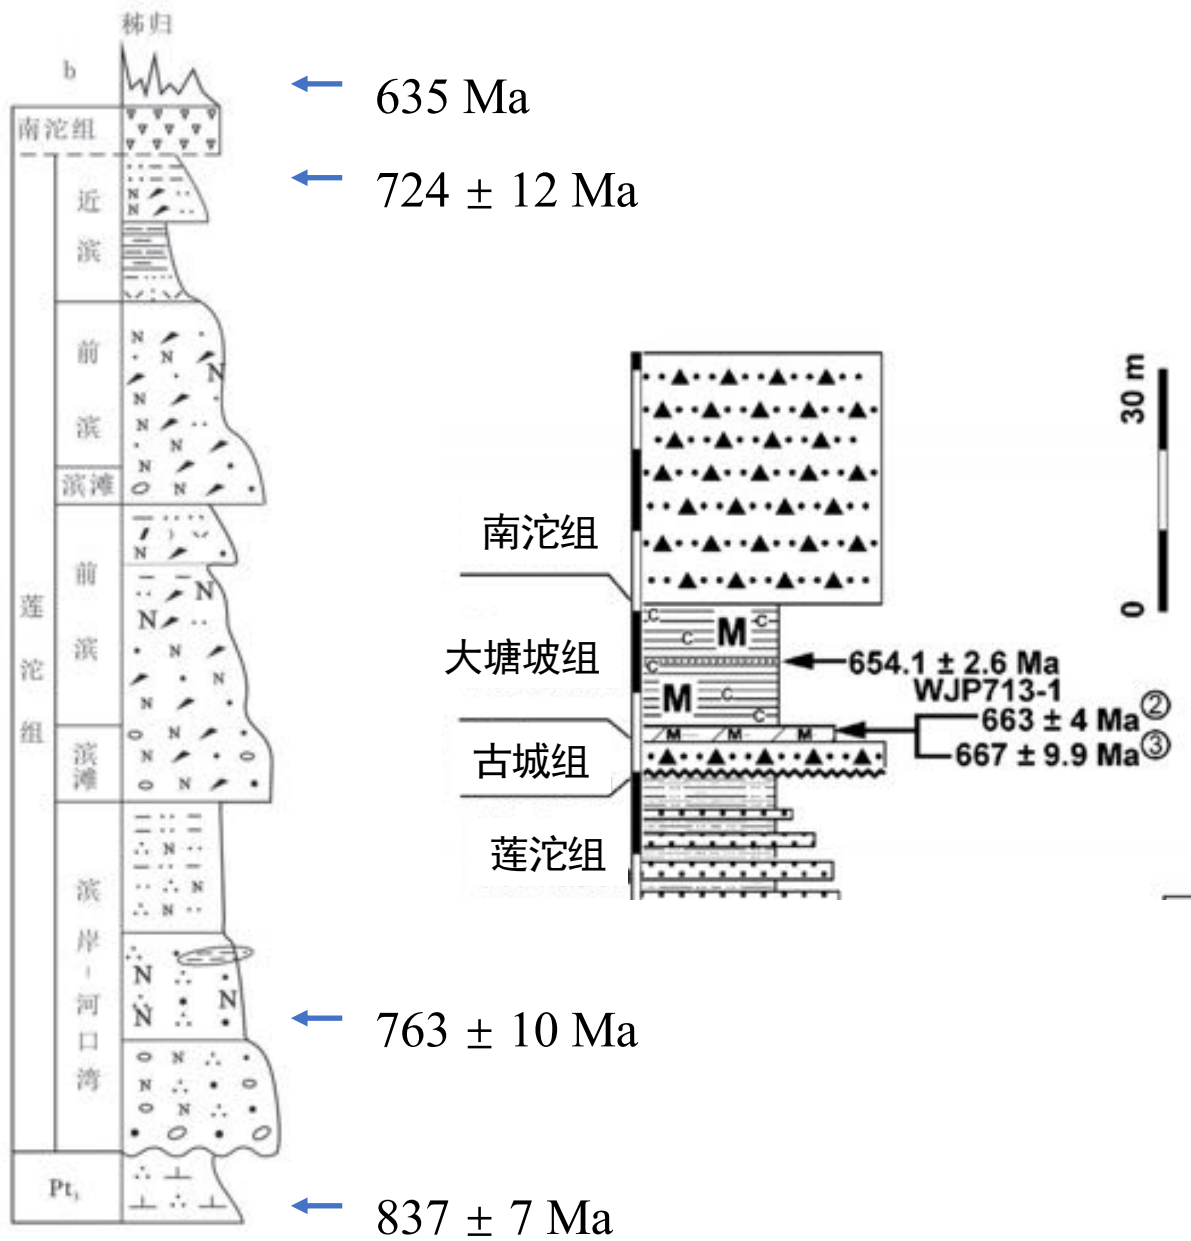 秭归
b
635 Ma
南沱组
724 ± 12 Ma
近滨
前滨
滨滩
前滨
滨滩
滨岸-河口湾
莲沱组
763 ± 10 Ma
Pt₃
837 ± 7 Ma
30 m
0
南沱组
大塘坡组
古城组
莲沱组
M
M
654.1 ± 2.6 Ma
WJP713-1
663 ± 4 Ma②
667 ± 9.9 Ma③